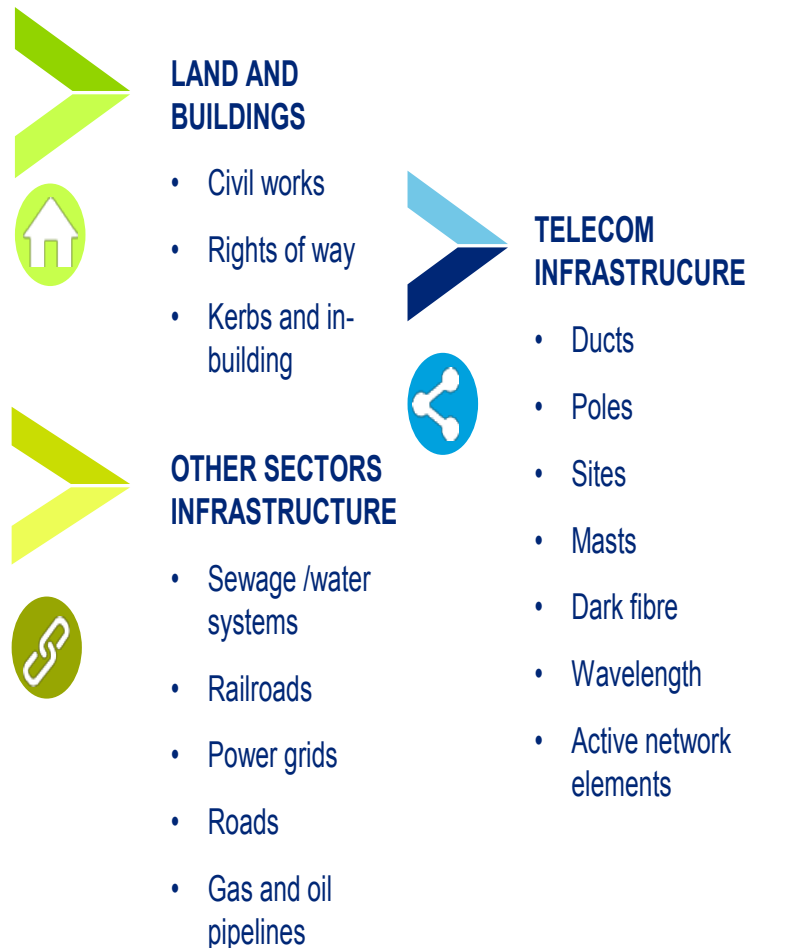 LAND AND
BUILDINGS
• Civil works
• Rights of way
• Kerbs and in-
building
OTHER SECTORS
INFRASTRUCTURE
• Sewage /water
systems
• Railroads
• Power grids
• Roads
• Gas and oil
pipelines
TELECOM
INFRASTRUCURE
• Ducts
• Poles
• Sites
• Masts
• Dark fibre
• Wavelength
• Active network
elements